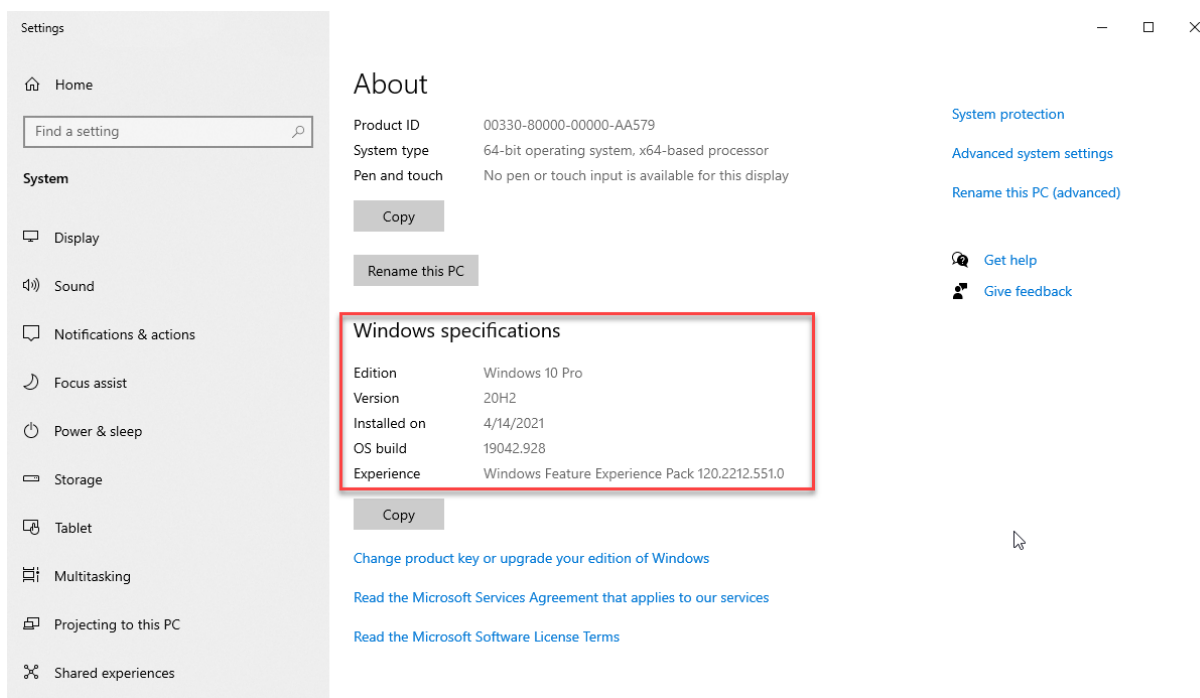 Settings
Home
Find a setting
System
Display
Sound
Notifications & actions
Focus assist
Power & sleep
Storage
Tablet
Multitasking
Projecting to this PC
Shared experiences
About
Product ID 00330-80000-00000-AA579
System type 64-bit operating system, x64-based processor
Pen and touch No pen or touch input is available for this display
Copy
Rename this PC
Windows specifications
Edition Windows 10 Pro
Version 20H2
Installed on 4/14/2021
OS build 19042.928
Experience Windows Feature Experience Pack 120.2212.551.0
Copy
Change product key or upgrade your edition of Windows
Read the Microsoft Services Agreement that applies to our services
Read the Microsoft Software License Terms
System protection
Advanced system settings
Rename this PC (advanced)
Get help
Give feedback